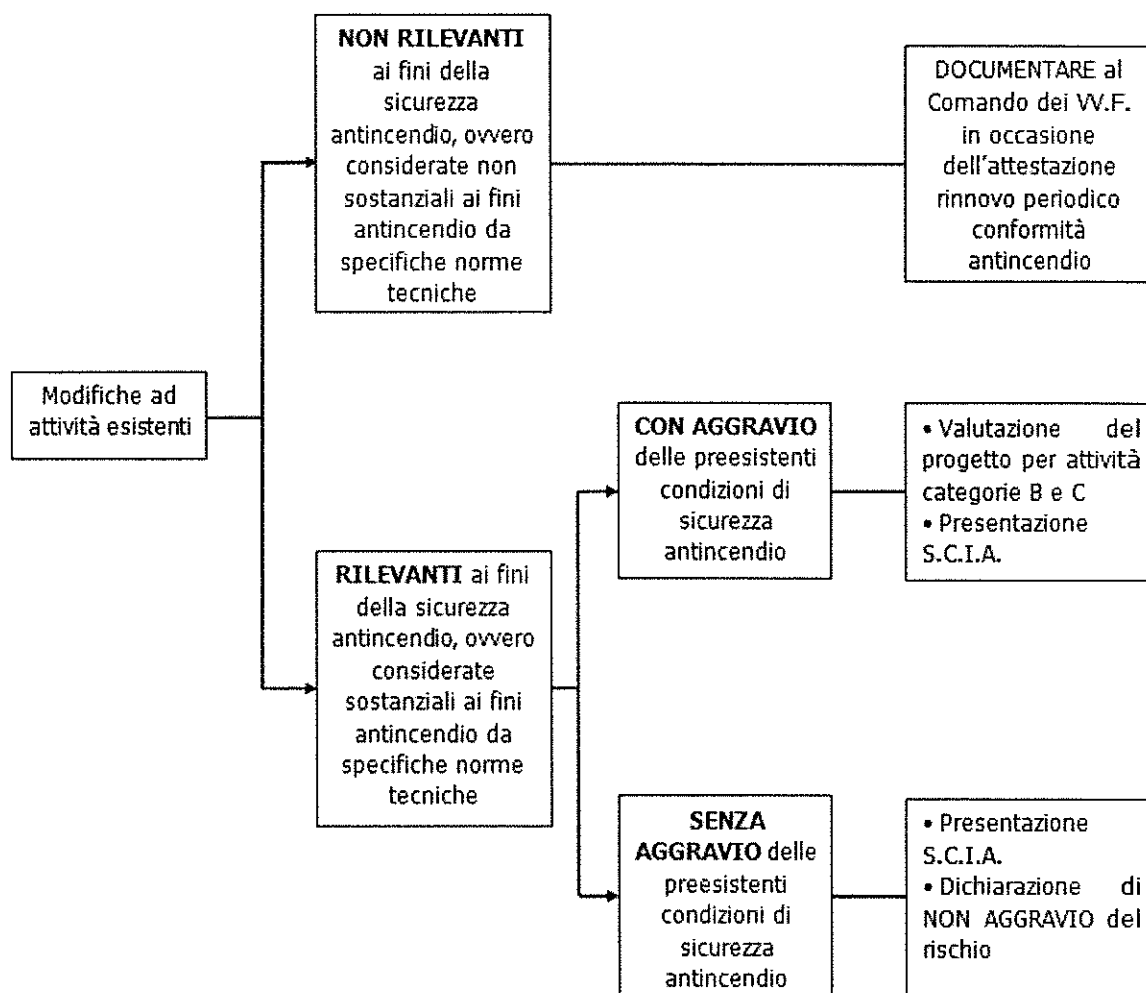 NON RILEVANTI
ai fini della
sicurezza
antincendio, ovvero
considerate non
sostanziali ai fini
antincendio da
specifiche norme
tecniche
DOCUMENTARE al
Comando dei VV.F.
in occasione
dell'attestazione
rinnovo periodico
conformità
antincendio
Modifiche ad
attività esistenti
RILEVANTI ai fini
della sicurezza
antincendio, ovvero
considerate
sostanziali ai fini
antincendio da
specifiche norme
tecniche
CON AGGRAVIO
delle preesistenti
condizioni di
sicurezza
antincendio
• Valutazione del
progetto per attività
categorie B e C
• Presentazione
S.C.I.A.
SENZA
AGGRAVIO delle
preesistenti
condizioni di
sicurezza
antincendio
• Presentazione
S.C.I.A.
• Dichiarazione di
NON AGGRAVIO del
rischio